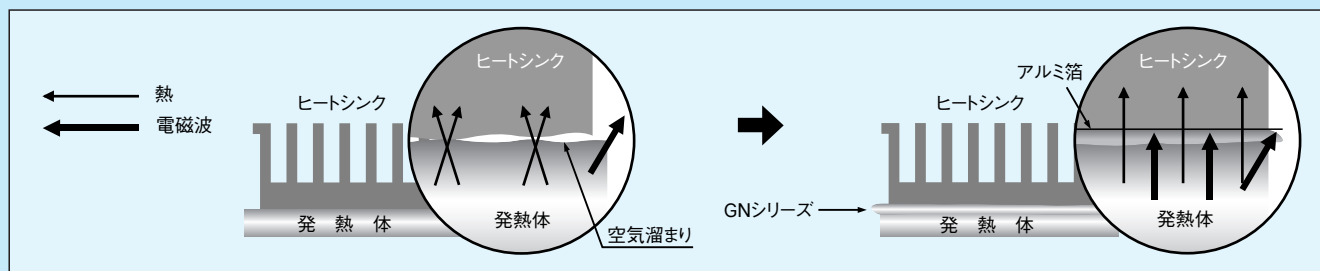 熱
電磁波
ヒートシンク
発熱体
ヒートシンク
発熱体
空気溜まり
ヒートシンク
GNシリーズ
発熱体
アルミ箔
ヒートシンク
発熱体